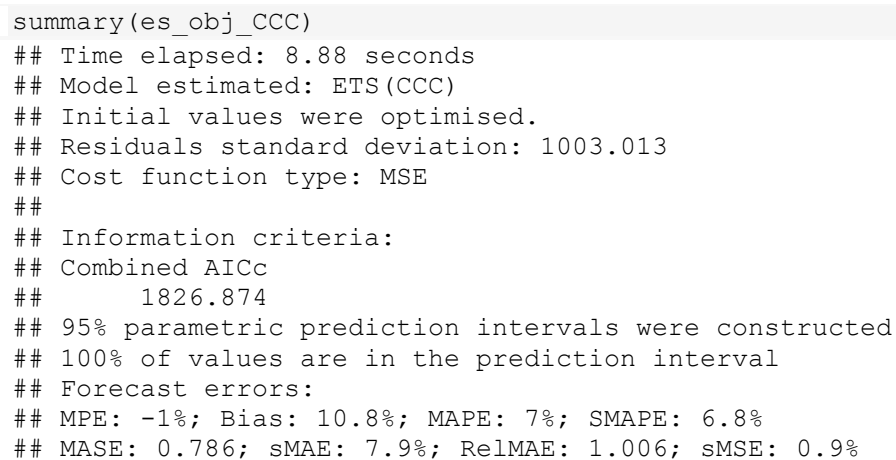 summary(es_obj_CCC)
## Time elapsed: 8.88 seconds
## Model estimated: ETS(CCC)
## Initial values were optimised.
## Residuals standard deviation: 1003.013
## Cost function type: MSE
##
## Information criteria:
## Combined AICc
##      1826.874
## 95% parametric prediction intervals were constructed
## 100% of values are in the prediction interval
## Forecast errors:
## MPE: -1%; Bias: 10.8%; MAPE: 7%; SMAPE: 6.8%
## MASE: 0.786; sMAE: 7.9%; RelMAE: 1.006; sMSE: 0.9%